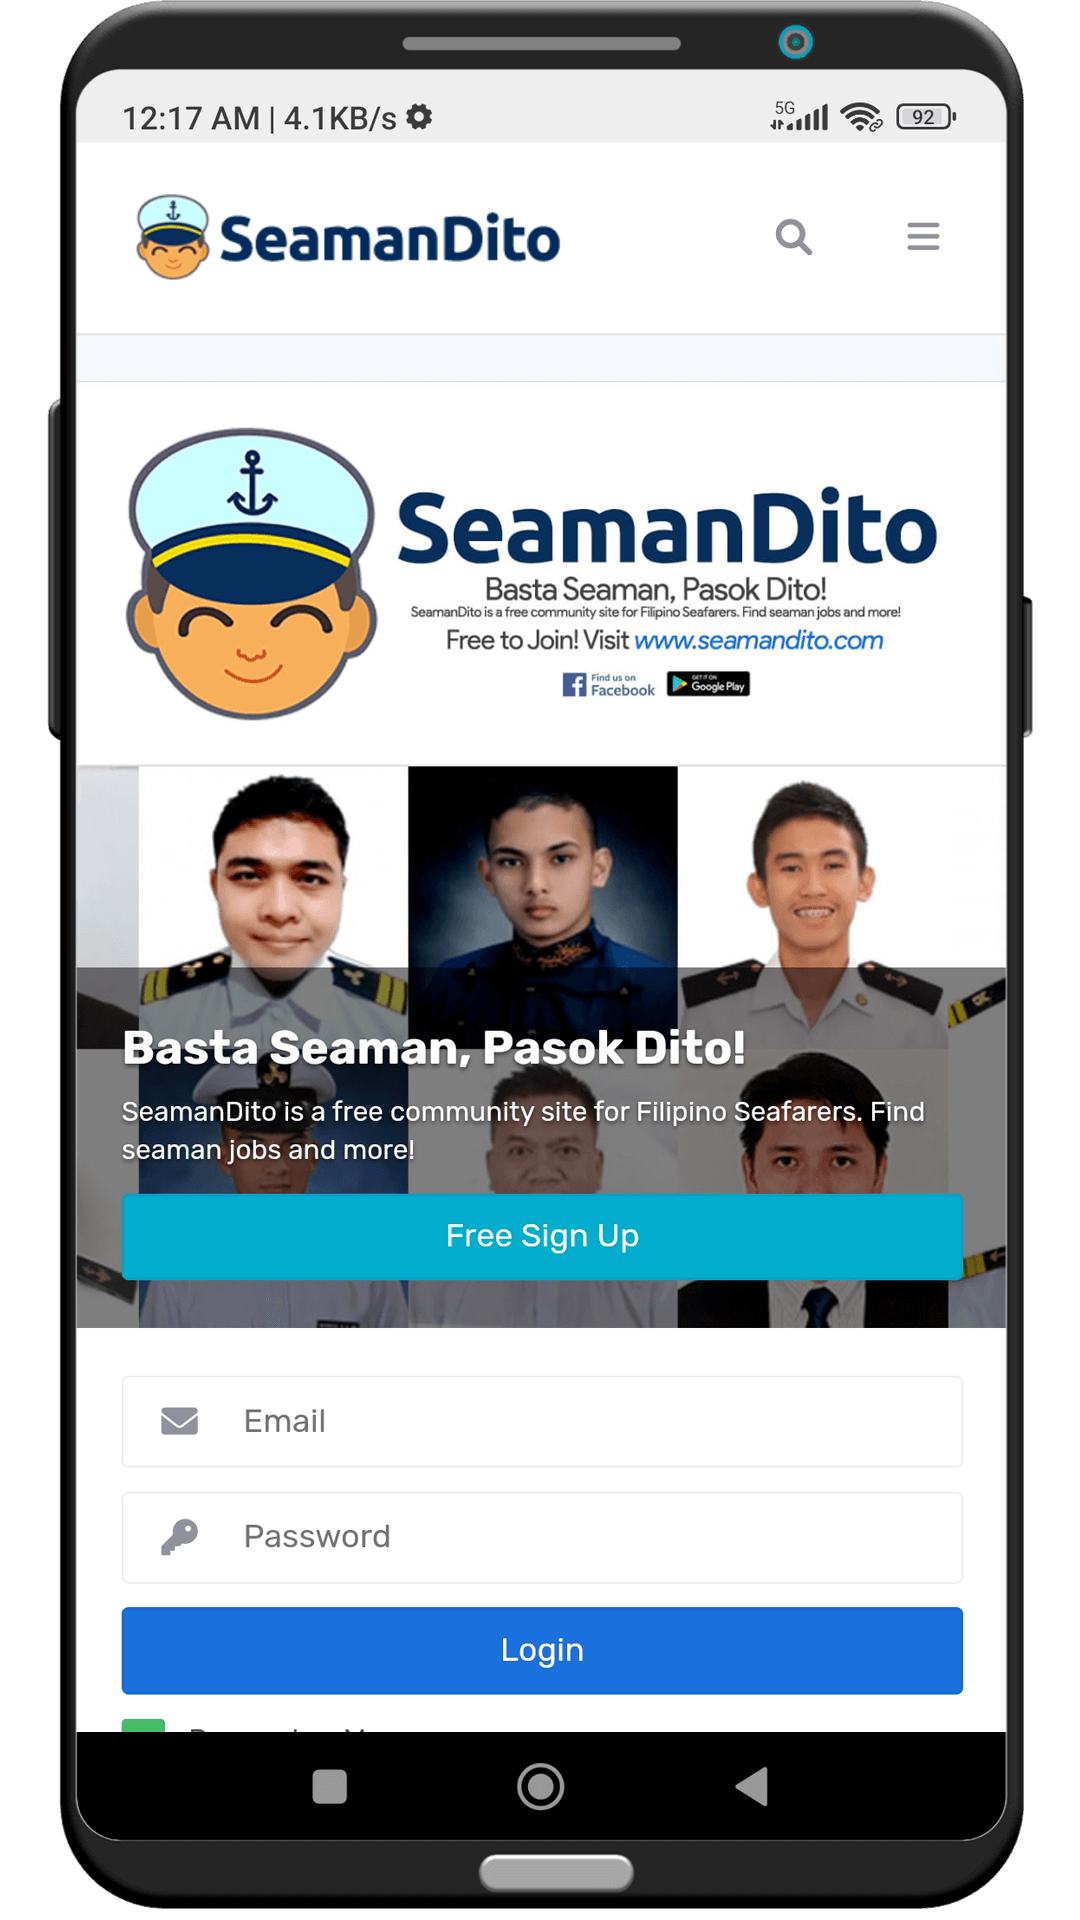 12:17 AM | 4.1KB/s
5G
92
SeamanDito
SeamanDito
Basta Seaman, Pasok Dito!
SeamanDito is a free community site for Filipino Seafarers. Find seaman jobs and more!
Free to Join! Visit www.seamandito.com
Find us on
Facebook
GET IT ON
Google Play
Basta Seaman, Pasok Dito!
SeamanDito is a free community site for Filipino Seafarers. Find
seaman jobs and more!
Free Sign Up
Email
Password
Login